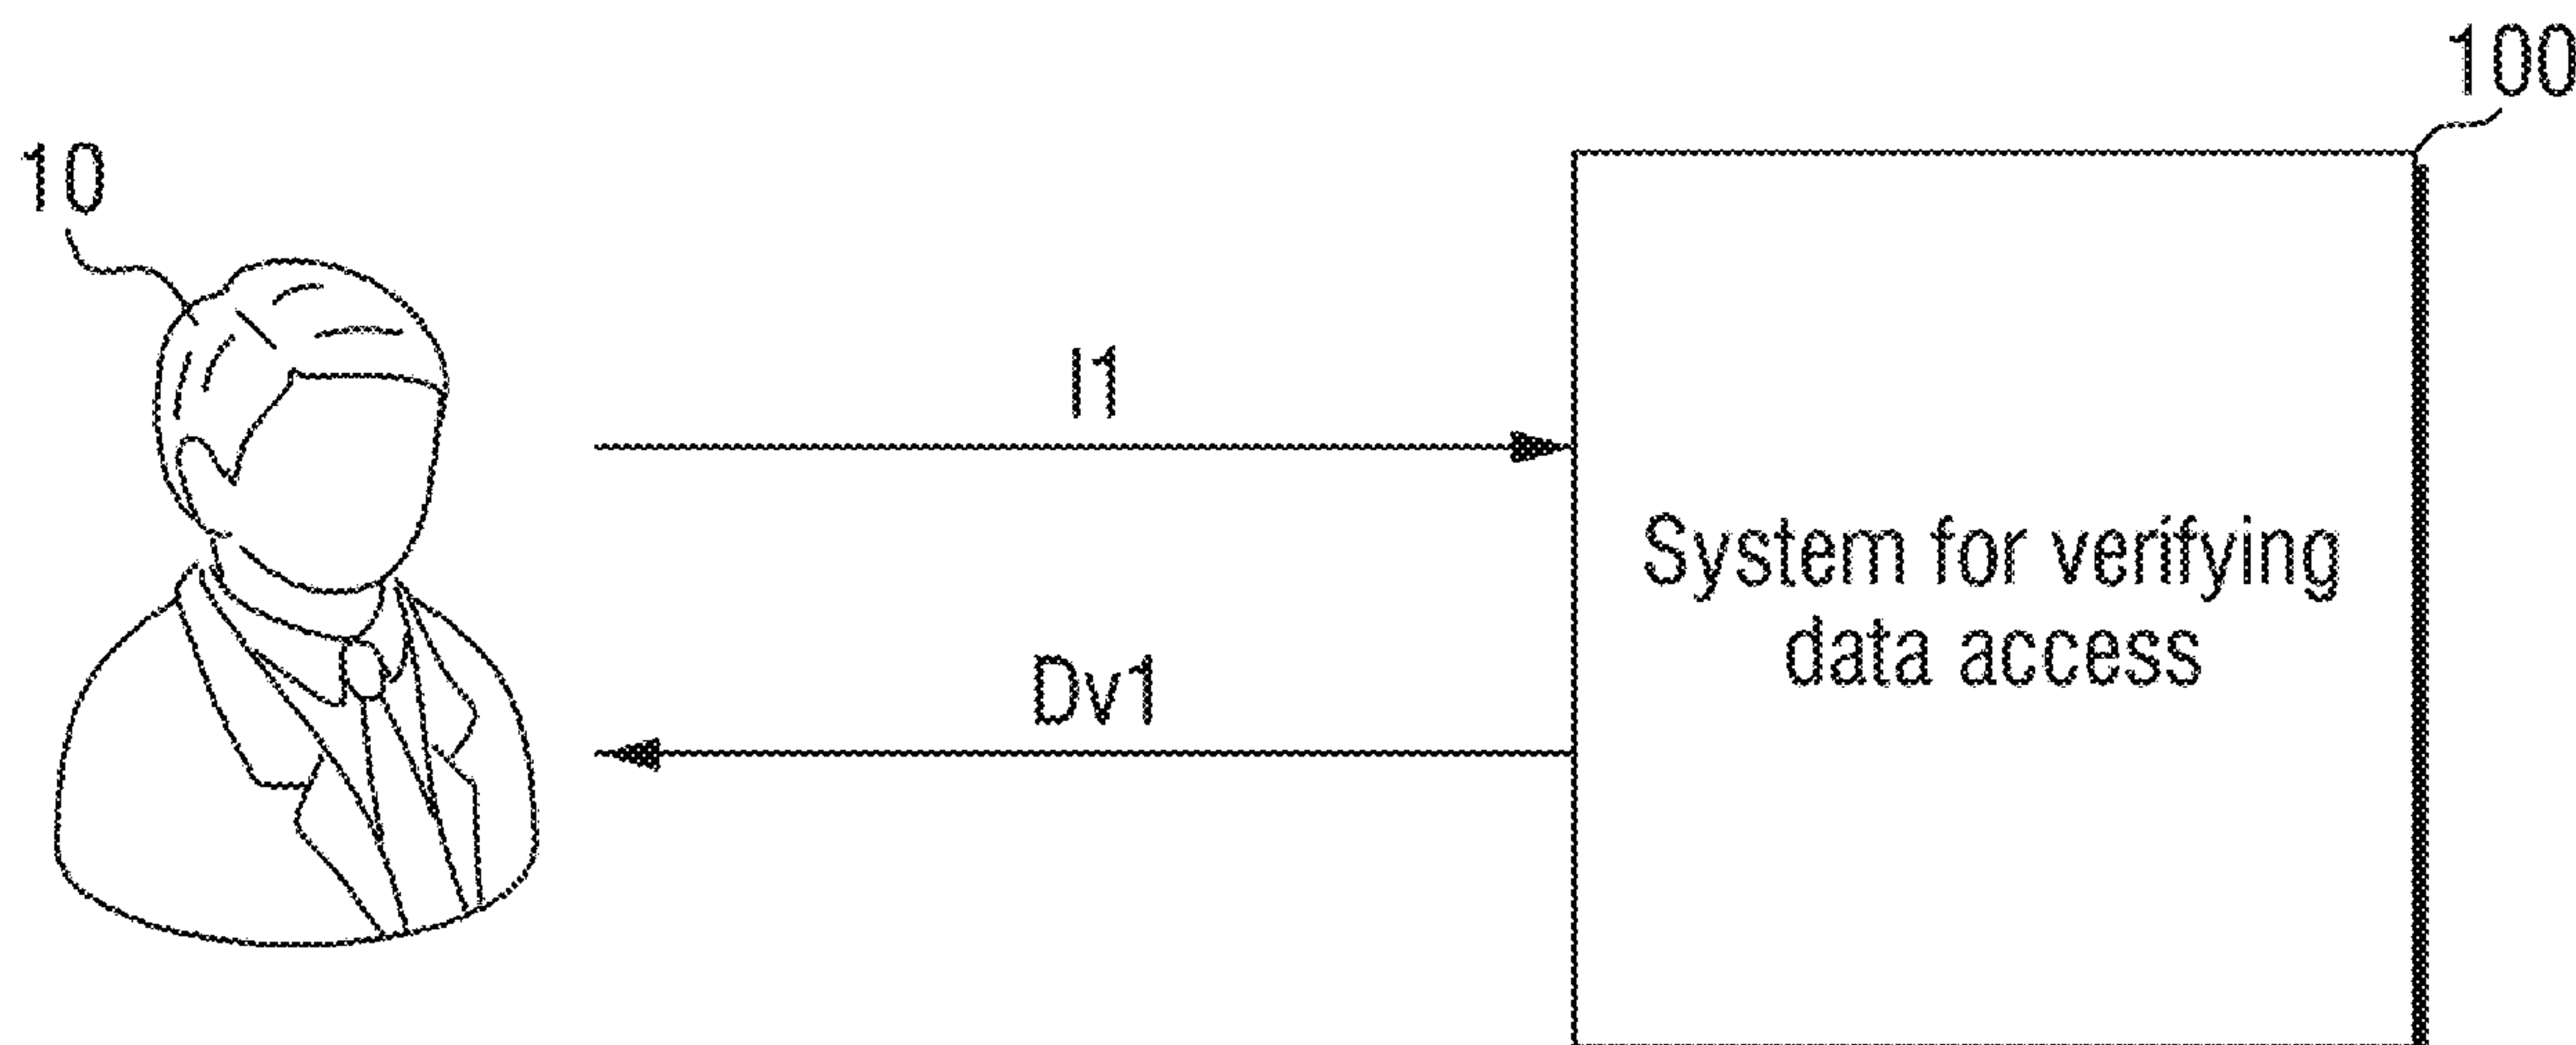 100
10
I1
System for verifying
data access
Dv1